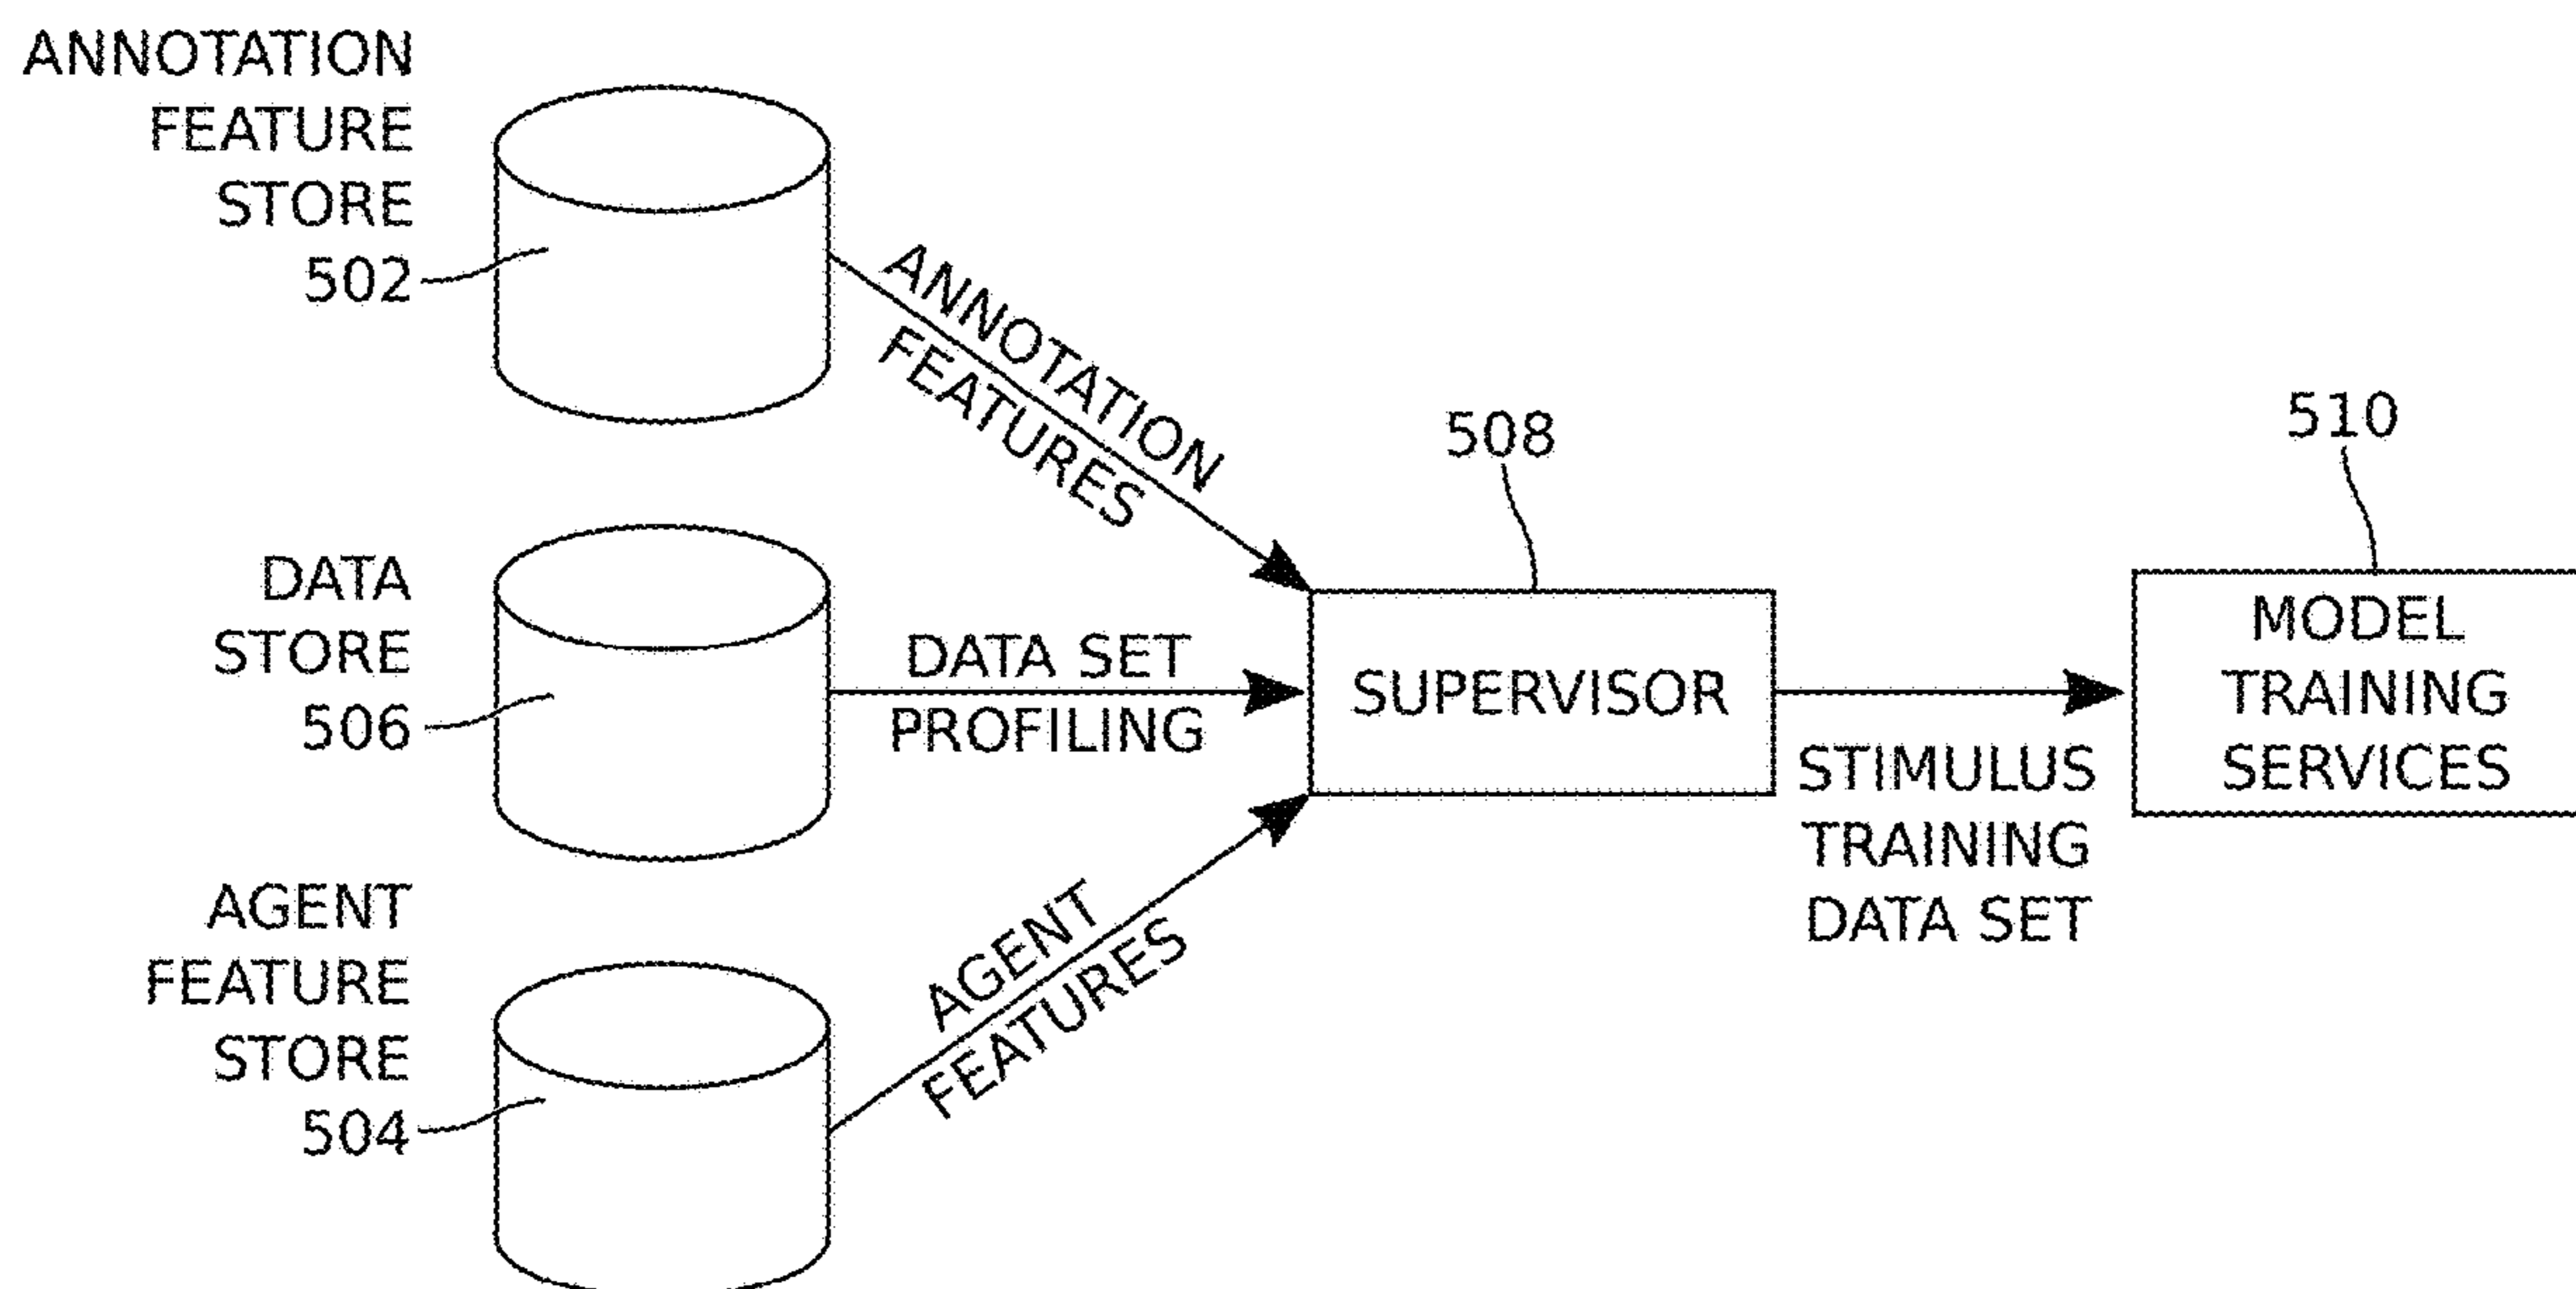 ANNOTATION
FEATURE
STORE
502
ANNOTATION
FEATURES
DATA
STORE
506
DATA SET
PROFILING
AGENT
FEATURE
STORE
504
AGENT
FEATURES
508
SUPERVISOR
STIMULUS
TRAINING
DATA SET
510
MODEL
TRAINING
SERVICES